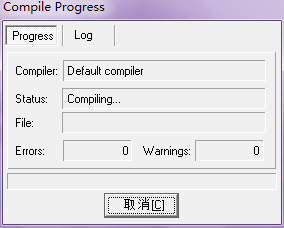 Compile Progress
Progress Log
Compiler: Default compiler
Status: Compiling...
File:
Errors: 0 Warnings: 0
取消[C]